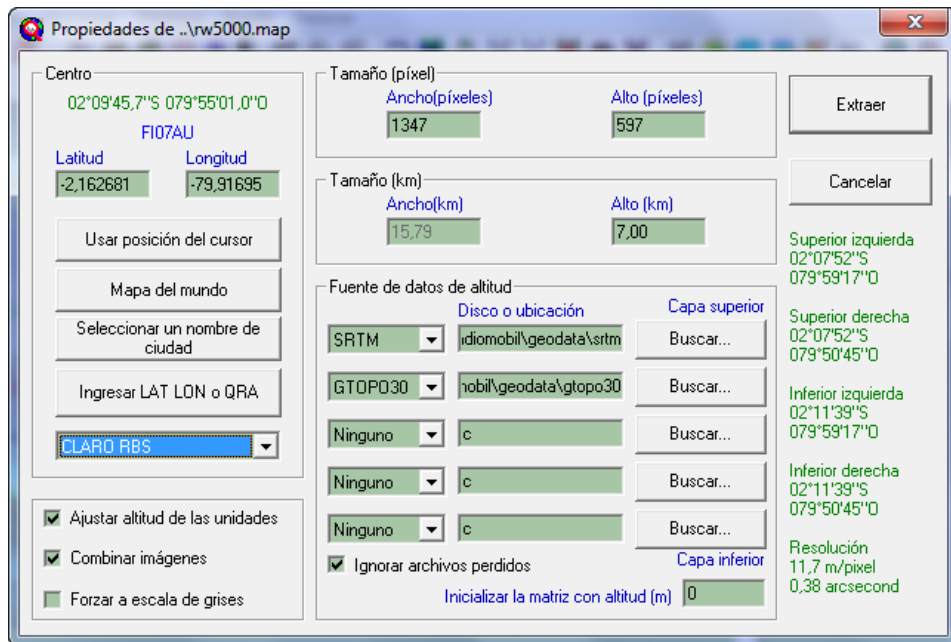 Propiedades de ..\rw5000.map
Centro
02°09'45,7''S 079°55'01,0''O
FI07AU
Latitud Longitud
-2,162681 -79,91695
Usar posición del cursor
Mapa del mundo
Seleccionar un nombre de
ciudad
Ingresar LAT LON o QRA
CLARO RBS
Ajustar altitud de las unidades
Combinar imágenes
Forzar a escala de grises
Tamaño (píxel)
Ancho(píxeles) Alto (píxeles)
1347 597
Tamaño (km)
Ancho(km) Alto (km)
15,79 7,00
Fuente de datos de altitud
Disco o ubicación Capa superior
SRTM diomobil\geodata\srtm Buscar...
GTOPO30 obil\geodata\gtopo30 Buscar...
Ninguno c Buscar...
Ninguno c Buscar...
Ninguno c Buscar...
Ignorar archivos perdidos Capa inferior
Inicializar la matriz con altitud (m) 0
Extraer
Cancelar
Superior izquierda
02°07'52''S
079°59'17''O
Superior derecha
02°07'52''S
079°50'45''O
Inferior izquierda
02°11'39''S
079°59'17''O
Inferior derecha
02°11'39''S
079°50'45''O
Resolución
11,7 m/pixel
0,38 arcsecond